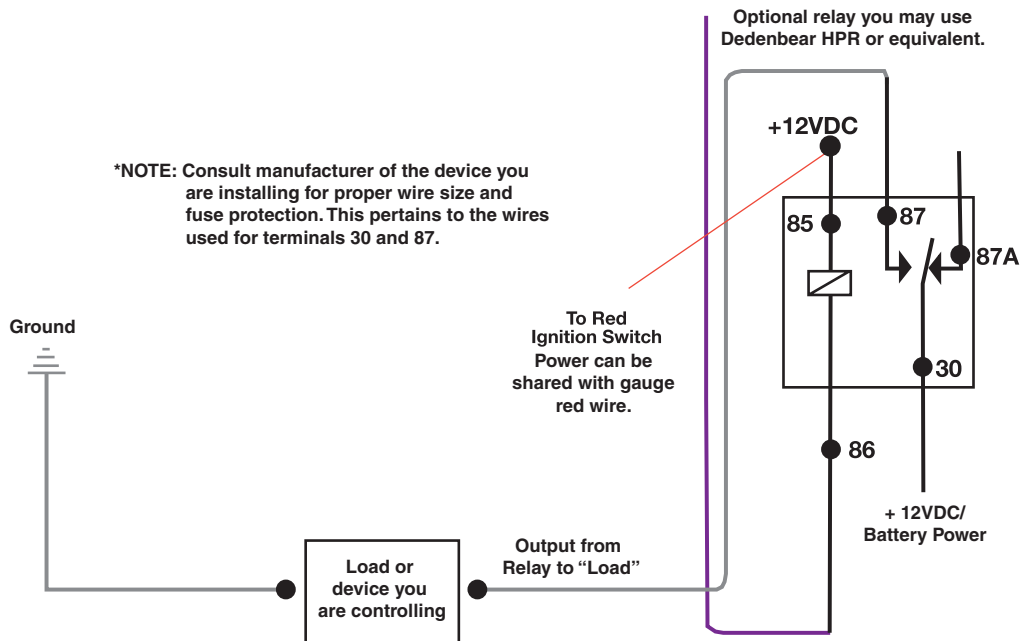 Optional relay you may use
Dedenbear HPR or equivalent.
+12VDC
*NOTE: Consult manufacturer of the device you
are installing for proper wire size and
fuse protection. This pertains to the wires
used for terminals 30 and 87.
85
87
87A
To Red
Ignition Switch
Power can be
shared with gauge
red wire.
Ground
30
86
+ 12VDC/
Battery Power
Output from
Relay to “Load”
Load or
device you
are controlling